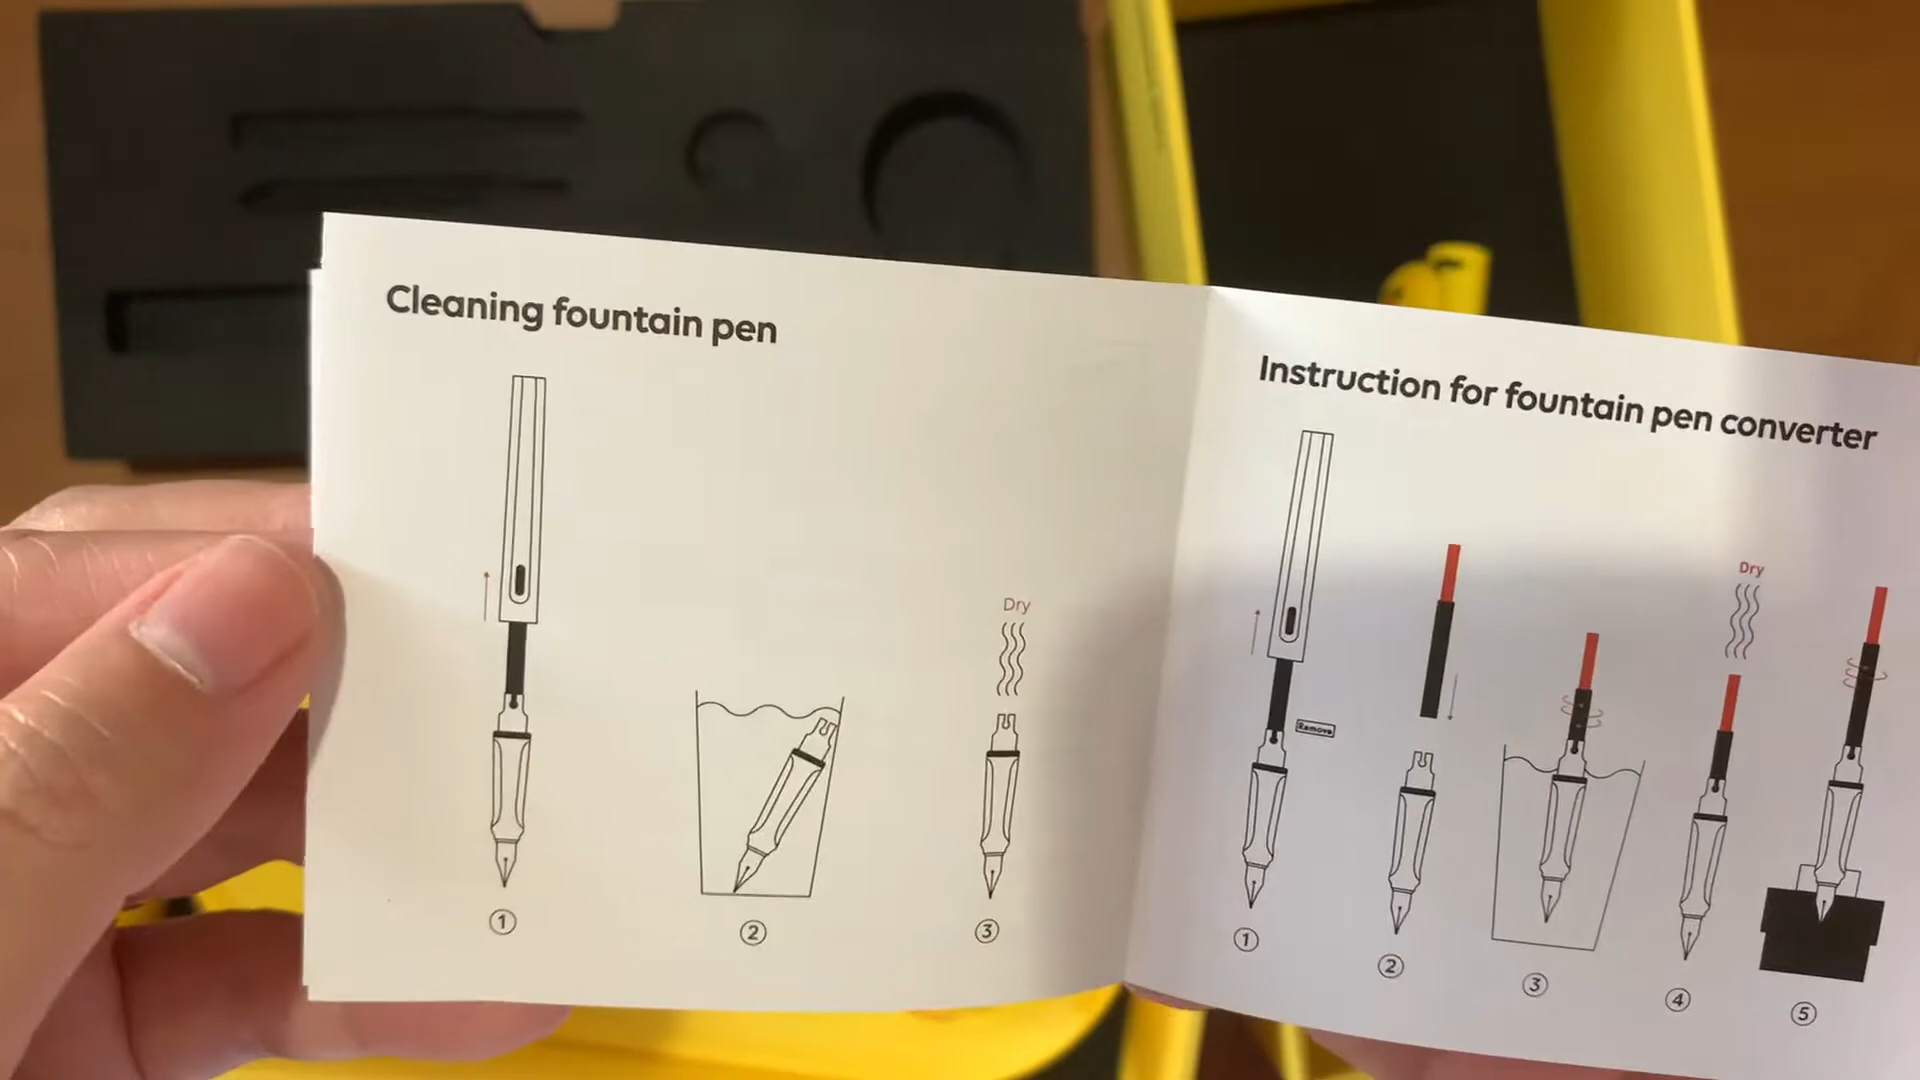 Cleaning fountain pen
Dry
①
②
③
Instruction for fountain pen converter
Dry
Remove
①
②
③
④
⑤